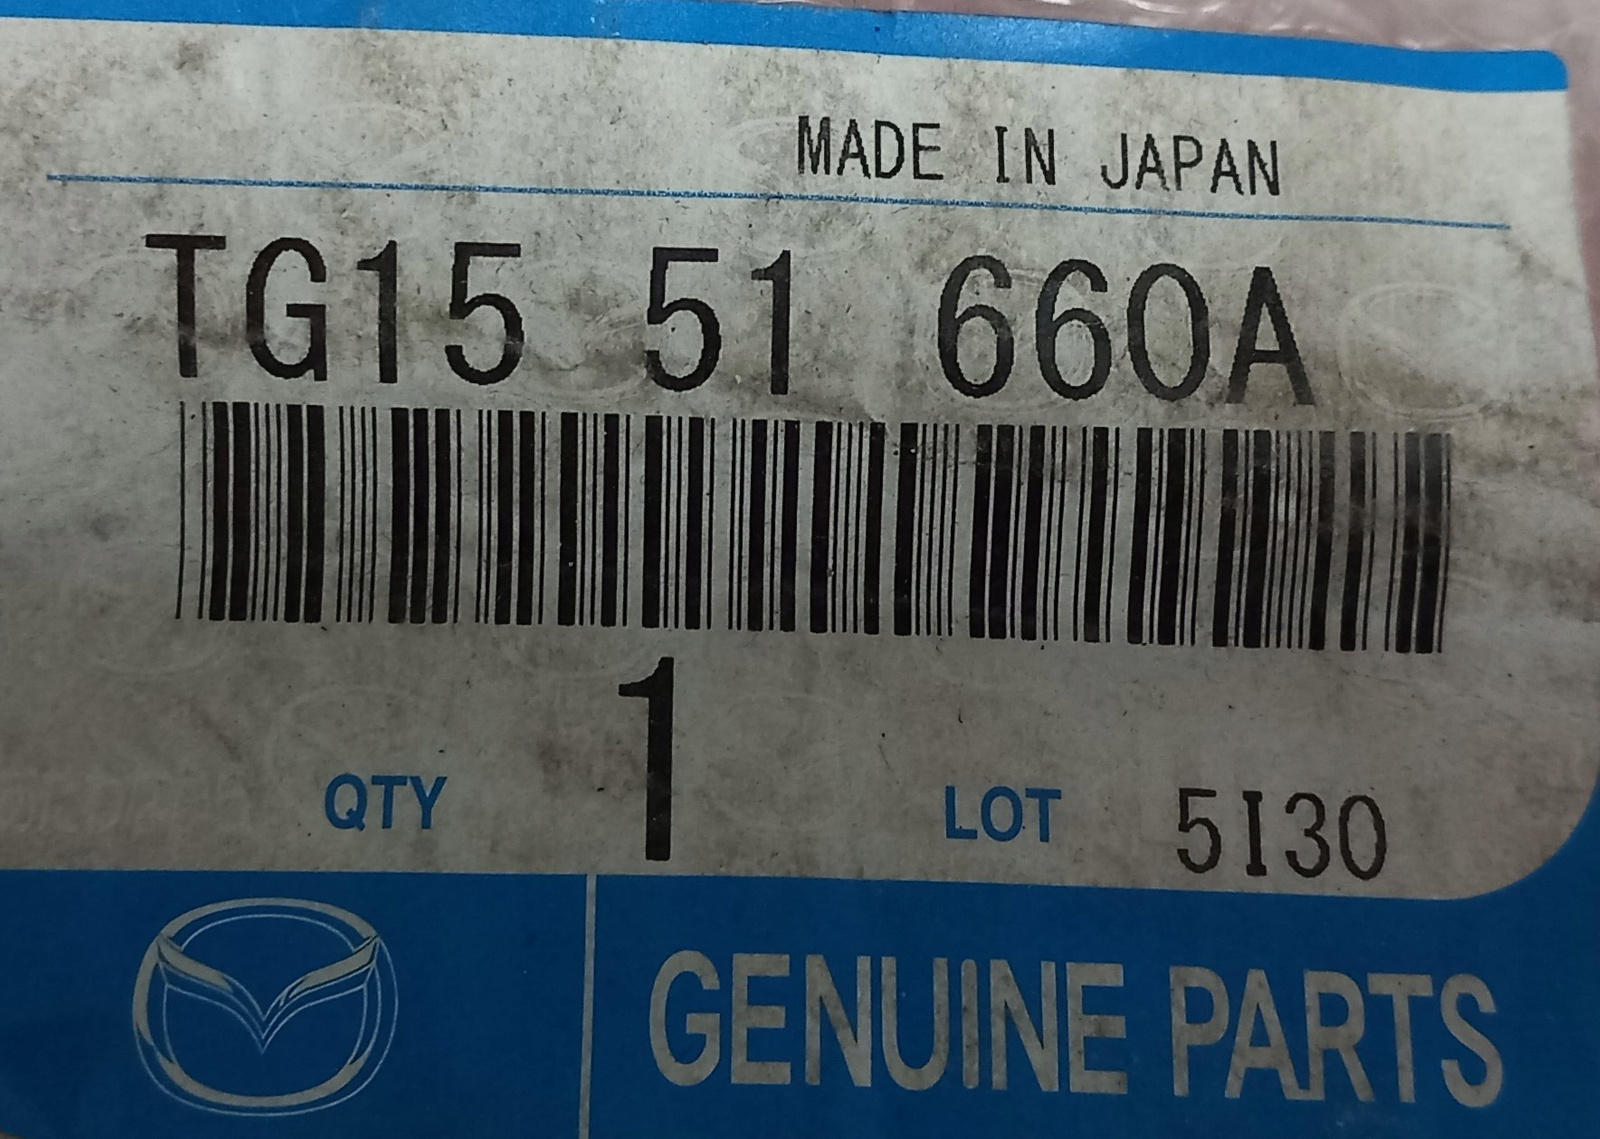 MADE IN JAPAN
TG15 51 660A
QTY 1 LOT 5I30
GENUINE PARTS